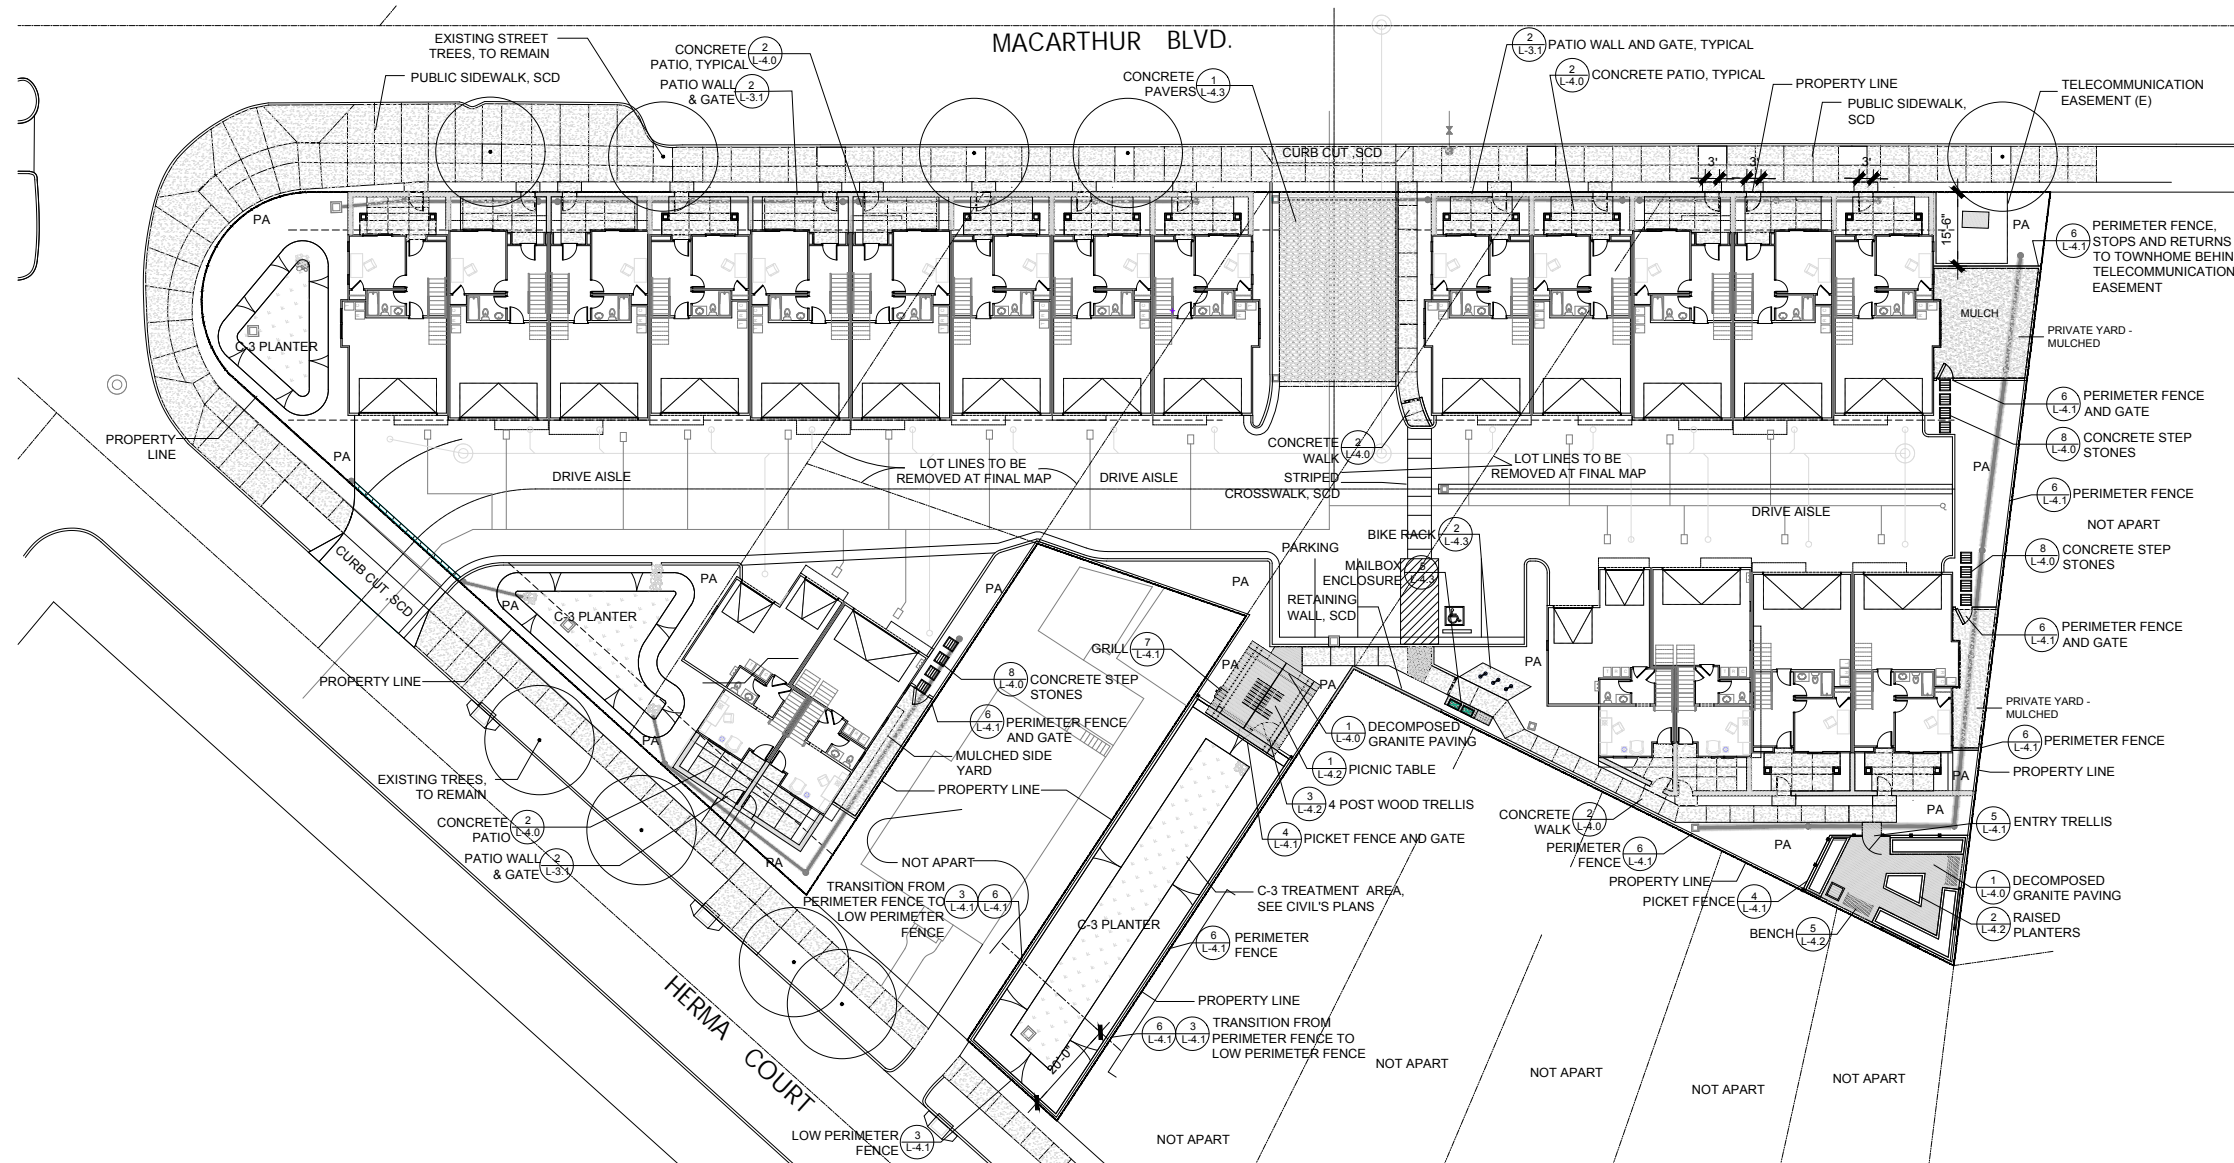 MACARTHUR BLVD.
EXISTING STREET
TREES, TO REMAIN
PUBLIC SIDEWALK, SCD
CONCRETE
PATIO, TYPICAL
2
L-4.0
PATIO WALL
& GATE
2
L-3.1
CONCRETE
PAVERS
1
L-4.3
2
L-3.1
PATIO WALL AND GATE, TYPICAL
2
L-4.0
CONCRETE PATIO, TYPICAL
PROPERTY LINE
PUBLIC SIDEWALK,
SCD
TELECOMMUNICATION
EASEMENT (E)
CURB CUT ,SCD
3'
3'
3'
PA
15'-6"
PA
6
L-4.1
PERIMETER FENCE,
STOPS AND RETURNS
TO TOWNHOME BEHIN
TELECOMMUNICATION
EASEMENT
C-3 PLANTER
MULCH
PRIVATE YARD -
MULCHED
6
L-4.1
PERIMETER FENCE
AND GATE
8
L-4.0
CONCRETE STEP
STONES
PROPERTY
LINE
PA
CONCRETE
WALK
2
L-4.0
DRIVE AISLE
LOT LINES TO BE
REMOVED AT FINAL MAP
DRIVE AISLE
STRIPED
CROSSWALK, SCD
LOT LINES TO BE
REMOVED AT FINAL MAP
PA
6
L-4.1
PERIMETER FENCE
DRIVE AISLE
NOT APART
8
L-4.0
CONCRETE STEP
STONES
CURB CUT ,SCD
BIKE RACK
2
L-4.3
PARKING
MAILBOX
ENCLOSURE
5
L-4.3
RETAINING
WALL, SCD
PA
PA
PA
PA
C-3 PLANTER
6
L-4.1
PERIMETER FENCE
AND GATE
GRILL
7
L-4.1
PA
PA
PA
PROPERTY LINE
8
L-4.0
CONCRETE STEP
STONES
6
L-4.1
PERIMETER FENCE
AND GATE
PRIVATE YARD -
MULCHED
1
L-4.0
DECOMPOSED
GRANITE PAVING
6
L-4.1
PERIMETER FENCE
PA
MULCHED SIDE
YARD
1
L-4.2
PICNIC TABLE
PROPERTY LINE
PA
EXISTING TREES,
TO REMAIN
PROPERTY LINE
3
L-4.2
4 POST WOOD TRELLIS
CONCRETE
WALK
2
L-4.0
PA
5
L-4.1
ENTRY TRELLIS
CONCRETE
PATIO
2
L-4.0
4
L-4.1
PICKET FENCE AND GATE
PERIMETER
FENCE
6
L-4.1
PA
PATIO WALL
& GATE
2
L-3.1
PA
NOT APART
PROPERTY LINE
1
L-4.0
DECOMPOSED
GRANITE PAVING
TRANSITION FROM
PERIMETER FENCE TO
LOW PERIMETER
FENCE
3
L-4.1
6
L-4.1
C-3 TREATMENT AREA,
SEE CIVIL'S PLANS
PICKET FENCE
4
L-4.1
C-3 PLANTER
BENCH
5
L-4.2
2
L-4.2
RAISED
PLANTERS
6
L-4.1
PERIMETER
FENCE
PROPERTY LINE
HERMA COURT
6
L-4.1
3
L-4.1
TRANSITION FROM
PERIMETER FENCE TO
LOW PERIMETER FENCE
20'-0"
NOT APART
NOT APART
NOT APART
NOT APART
LOW PERIMETER
FENCE
3
L-4.1
NOT APART